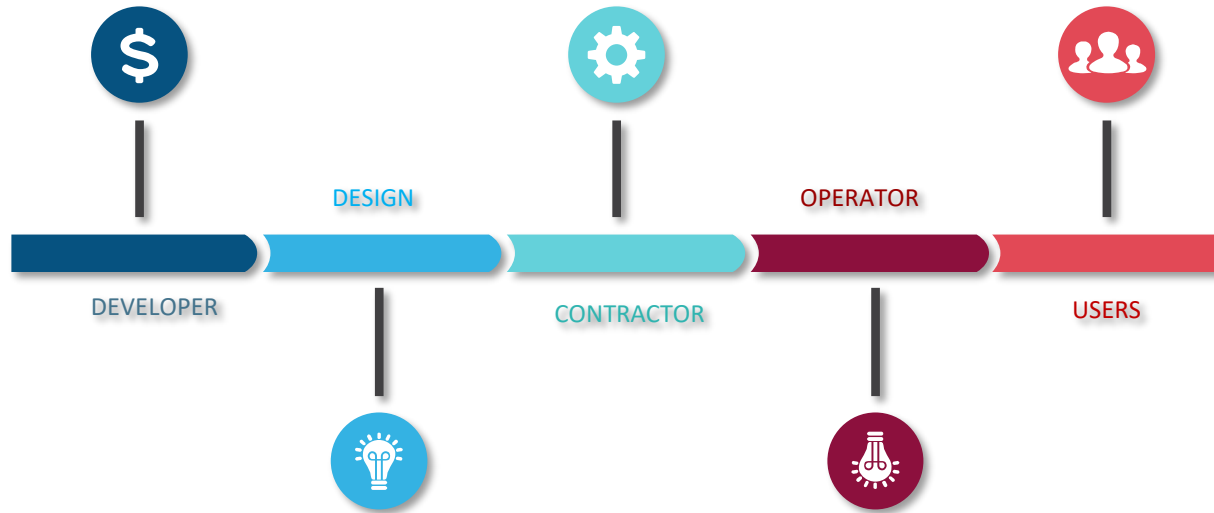 DESIGN
OPERATOR
DEVELOPER
CONTRACTOR
USERS